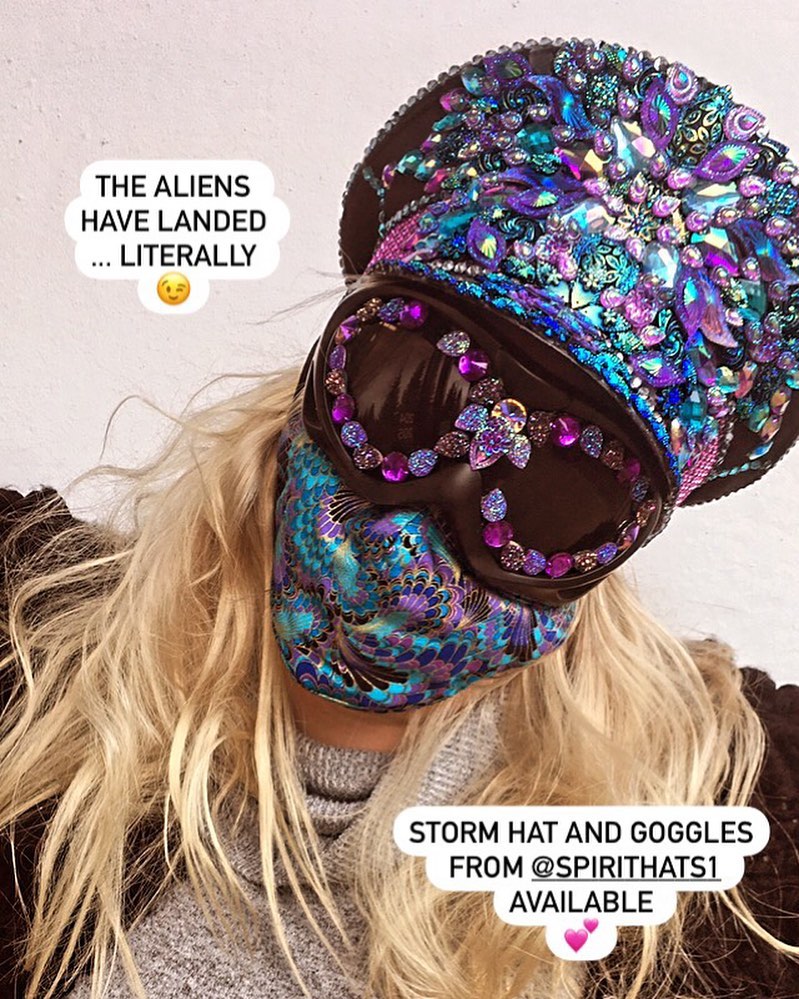 THE ALIENS
HAVE LANDED
... LITERALLY
😉
STORM HAT AND GOGGLES
FROM @SPIRITHATS1
AVAILABLE
💕